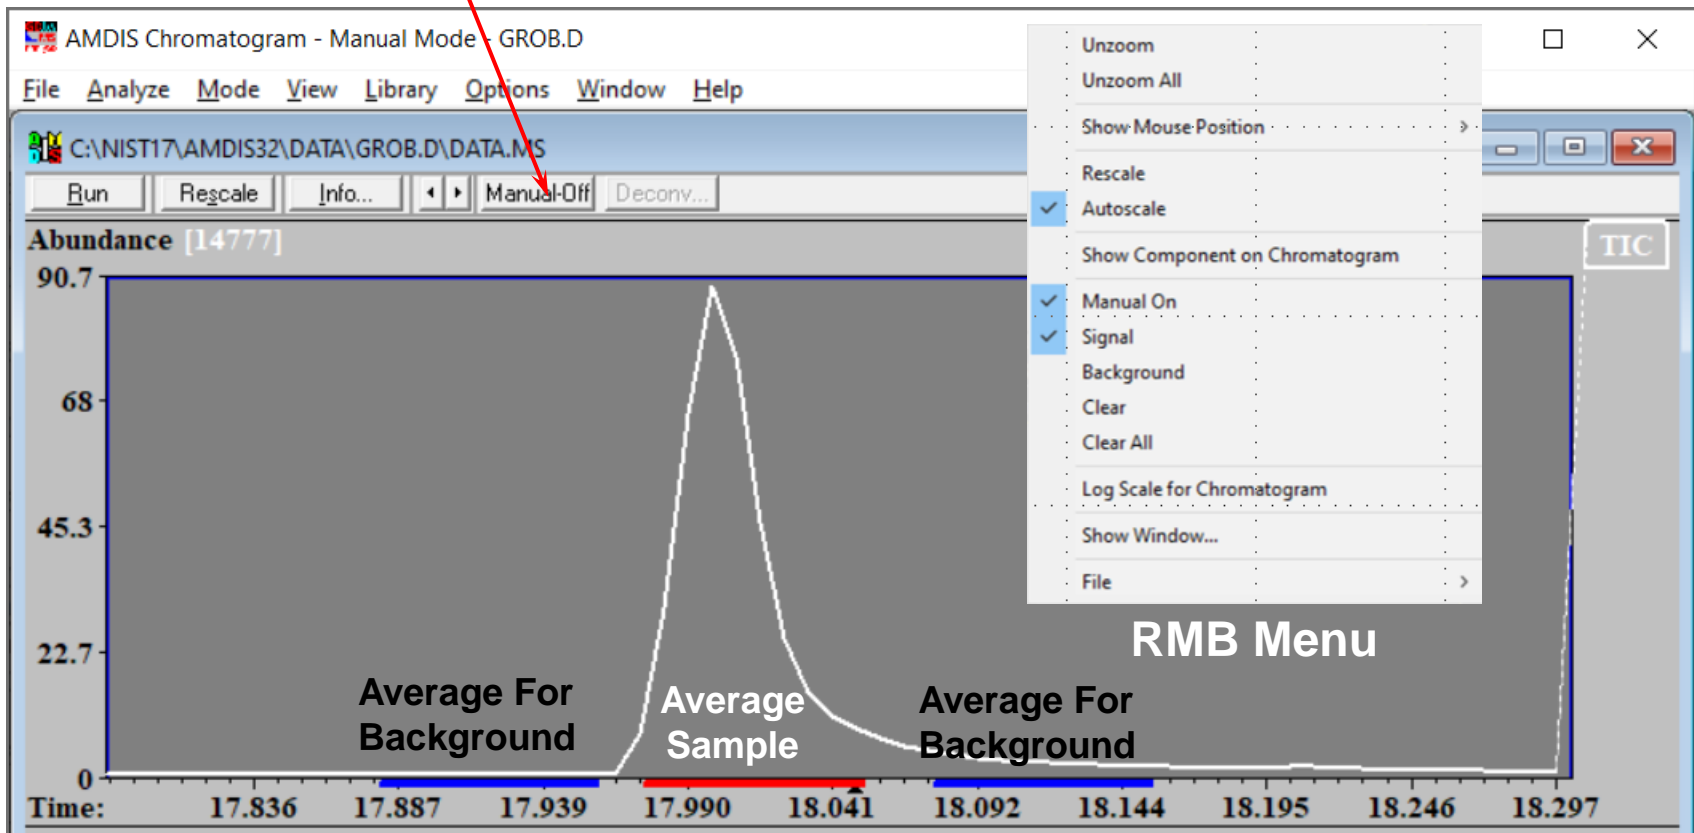 AMDIS Chromatogram - Manual Mode - GROB.D
File Analyze Mode View Library Options Window Help
C:\NIST17\AMDIS32\DATA\GROB.D\DATA.MS
Run Rescale Info... Manual-Off Deconv...
Abundance [14777]
TIC
90.7
68
45.3
22.7
0
Unzoom
Unzoom All
Show Mouse Position
Rescale
Autoscale
Show Component on Chromatogram
Manual On
Signal
Background
Clear
Clear All
Log Scale for Chromatogram
Show Window...
File
RMB Menu
Average For
Background
Average
Sample
Average For
Background
Time: 17.836 17.887 17.939 17.990 18.041 18.092 18.144 18.195 18.246 18.297